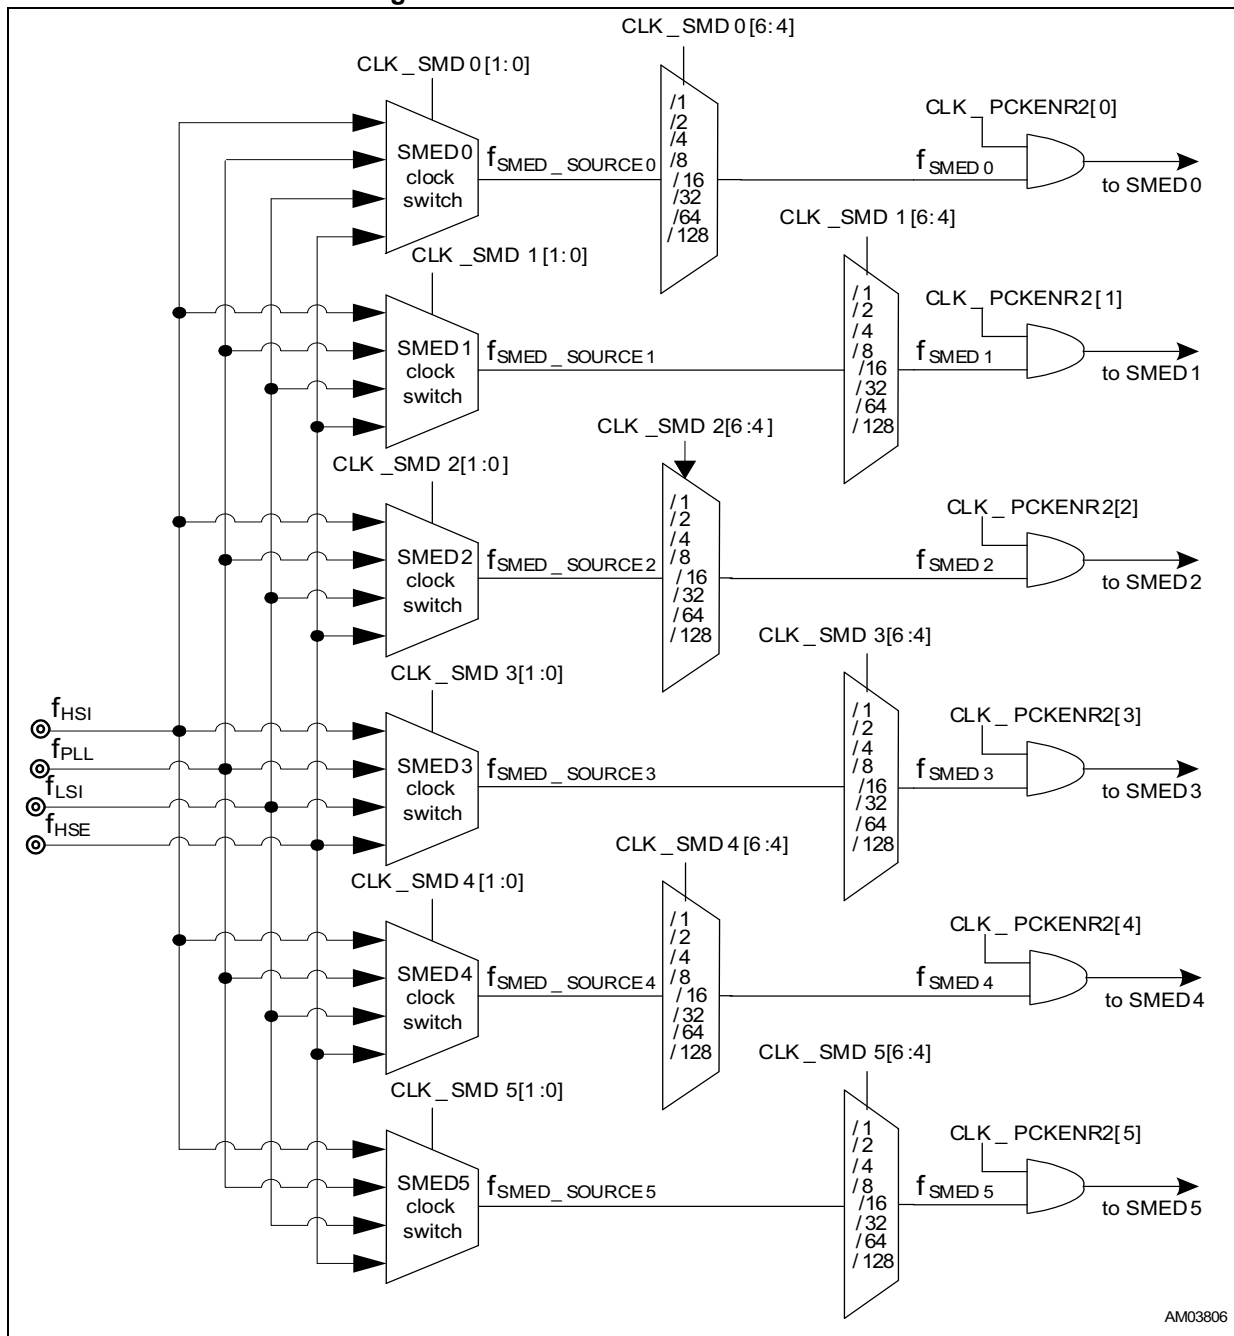 g
CLK_SMD0[6:4]
CLK_SMD0[1:0]
/1
/2
/4
/8
/16
/32
/64
/128
SMED0
clock
switch
fSMED_SOURCE0
CLK_PCKENR2[0]
fSMED0
to SMED0
CLK_SMD1[6:4]
CLK_SMD1[1:0]
/1
/2
/4
/8
/16
/32
/64
/128
SMED1
clock
switch
fSMED_SOURCE1
CLK_PCKENR2[1]
fSMED1
to SMED1
CLK_SMD2[6:4]
CLK_SMD2[1:0]
/1
/2
/4
/8
/16
/32
/64
/128
SMED2
clock
switch
fSMED_SOURCE2
CLK_PCKENR2[2]
fSMED2
to SMED2
CLK_SMD3[6:4]
CLK_SMD3[1:0]
fHSI
fPLL
fLSI
fHSE
/1
/2
/4
/8
/16
/32
/64
/128
SMED3
clock
switch
fSMED_SOURCE3
CLK_PCKENR2[3]
fSMED3
to SMED3
CLK_SMD4[6:4]
CLK_SMD4[1:0]
/1
/2
/4
/8
/16
/32
/64
/128
SMED4
clock
switch
fSMED_SOURCE4
CLK_PCKENR2[4]
fSMED4
to SMED4
CLK_SMD5[6:4]
CLK_SMD5[1:0]
/1
/2
/4
/8
/16
/32
/64
/128
SMED5
clock
switch
fSMED_SOURCE5
CLK_PCKENR2[5]
fSMED5
to SMED5
AM03806